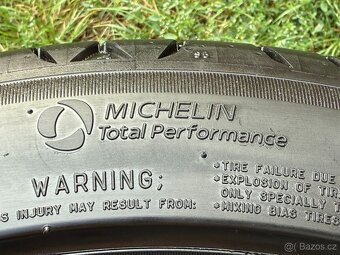 MICHELIN
Total Performance
WARNING;
S INJURY MAY RESULT FROM:
•TIRE FAILURE DUE
•EXPLOSION OF TIR
ONLY SPECIALLY T
•MIXING BIAS TIRES
Bazos.cz